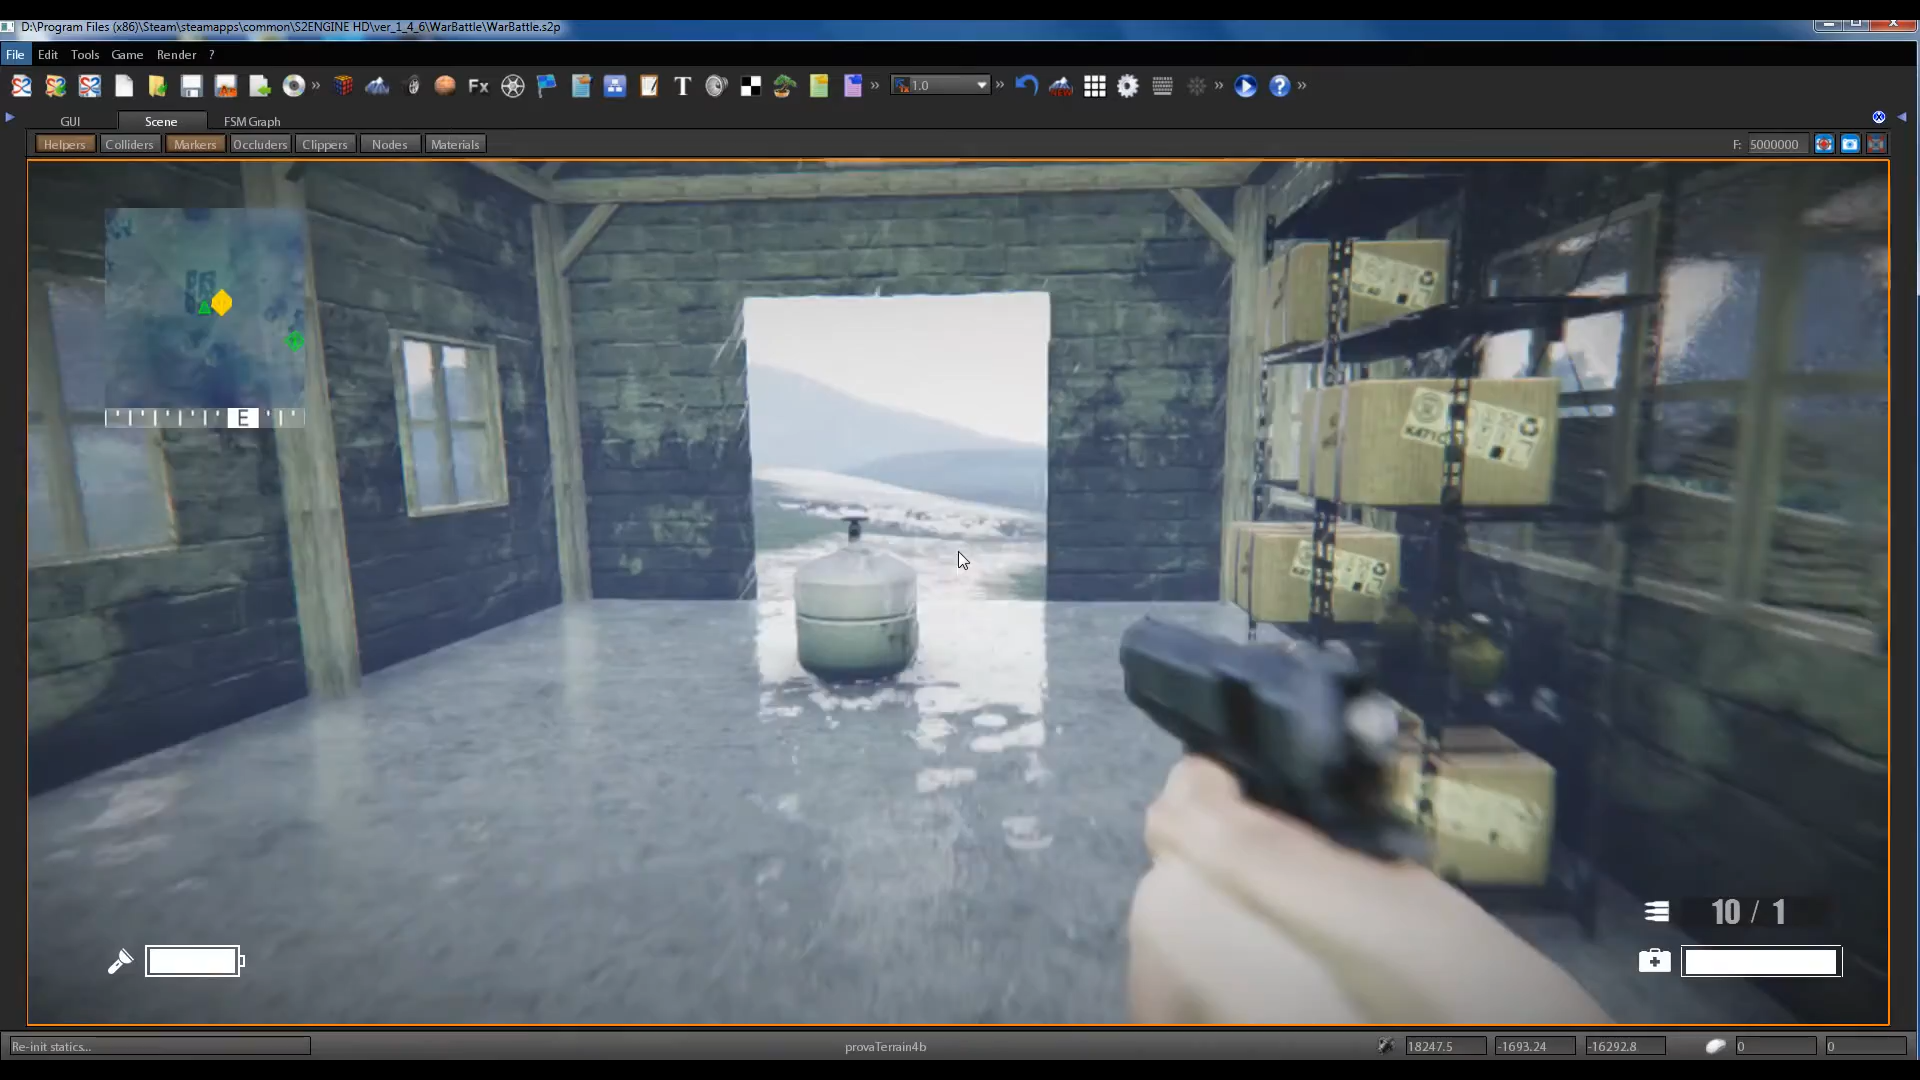 D:\Program Files (x86)\Steam\steamapps\common\S2ENGINE HD\ver_1_4_6\WarBattle\WarBattle.s2p
File Edit Tools Game Render ?
Fx T 1.0
GUI Scene FSM Graph
Helpers Colliders Markers Occluders Clippers Nodes Materials F: 5000000
E
10 / 1
Re-init statics... provaTerrain4b 18247.5 -1693.24 -16292.8 0 0